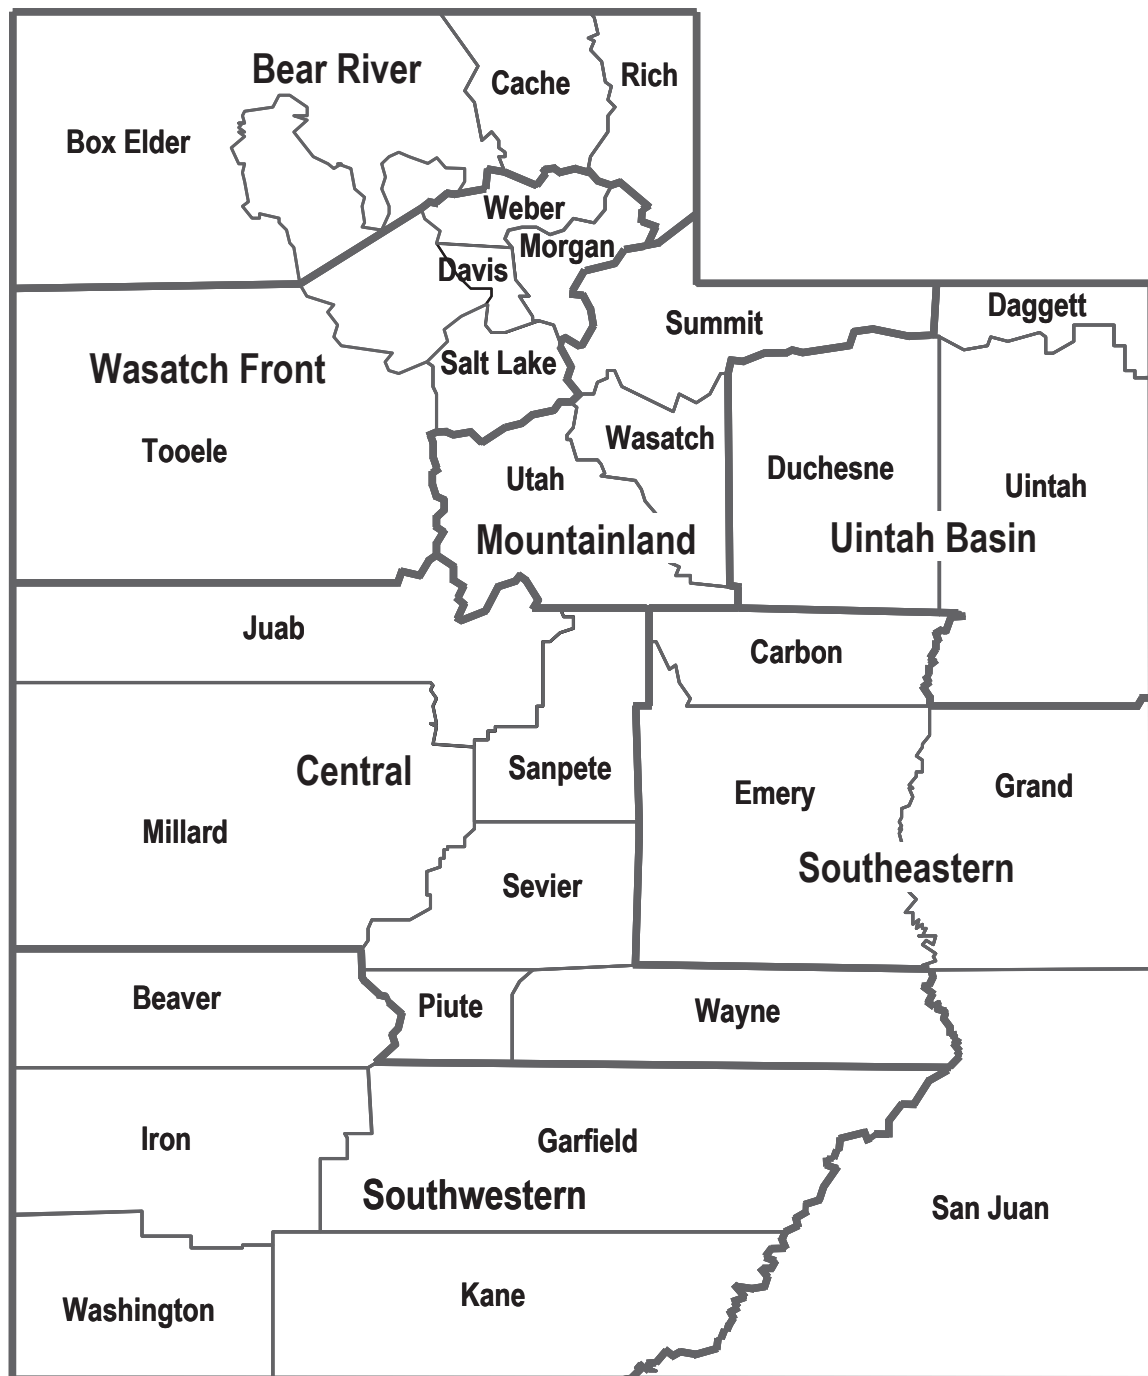 Bear River
Cache
Rich
Box Elder
Weber
Morgan
Davis
Daggett
Summit
Wasatch Front
Salt Lake
Tooele
Wasatch
Duchesne
Utah
Uintah
Mountainland
Uintah Basin
Juab
Carbon
Central
Sanpete
Emery
Grand
Millard
Southeastern
Sevier
Beaver
Piute
Wayne
Iron
Garfield
Southwestern
San Juan
Washington
Kane